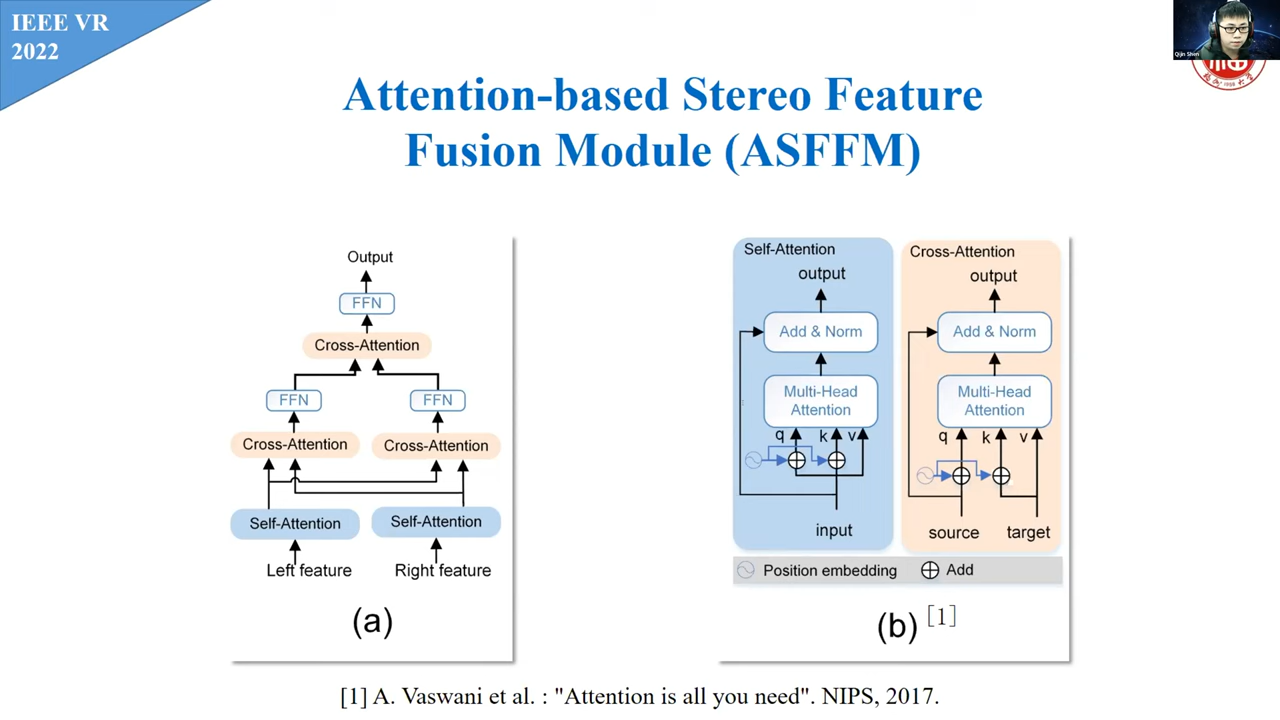 IEEE VR
2022
Qijin Shen
Attention-based Stereo Feature
Fusion Module (ASFFM)
Output
FFN
Cross-Attention
FFN
FFN
Cross-Attention
Cross-Attention
Self-Attention
Self-Attention
Left feature
Right feature
(a)
Self-Attention
output
Add & Norm
Multi-Head
Attention
q
k
v
input
Cross-Attention
output
Add & Norm
Multi-Head
Attention
q
k
v
source
target
Position embedding
Add
(b) [1]
[1] A. Vaswani et al. : "Attention is all you need". NIPS, 2017.